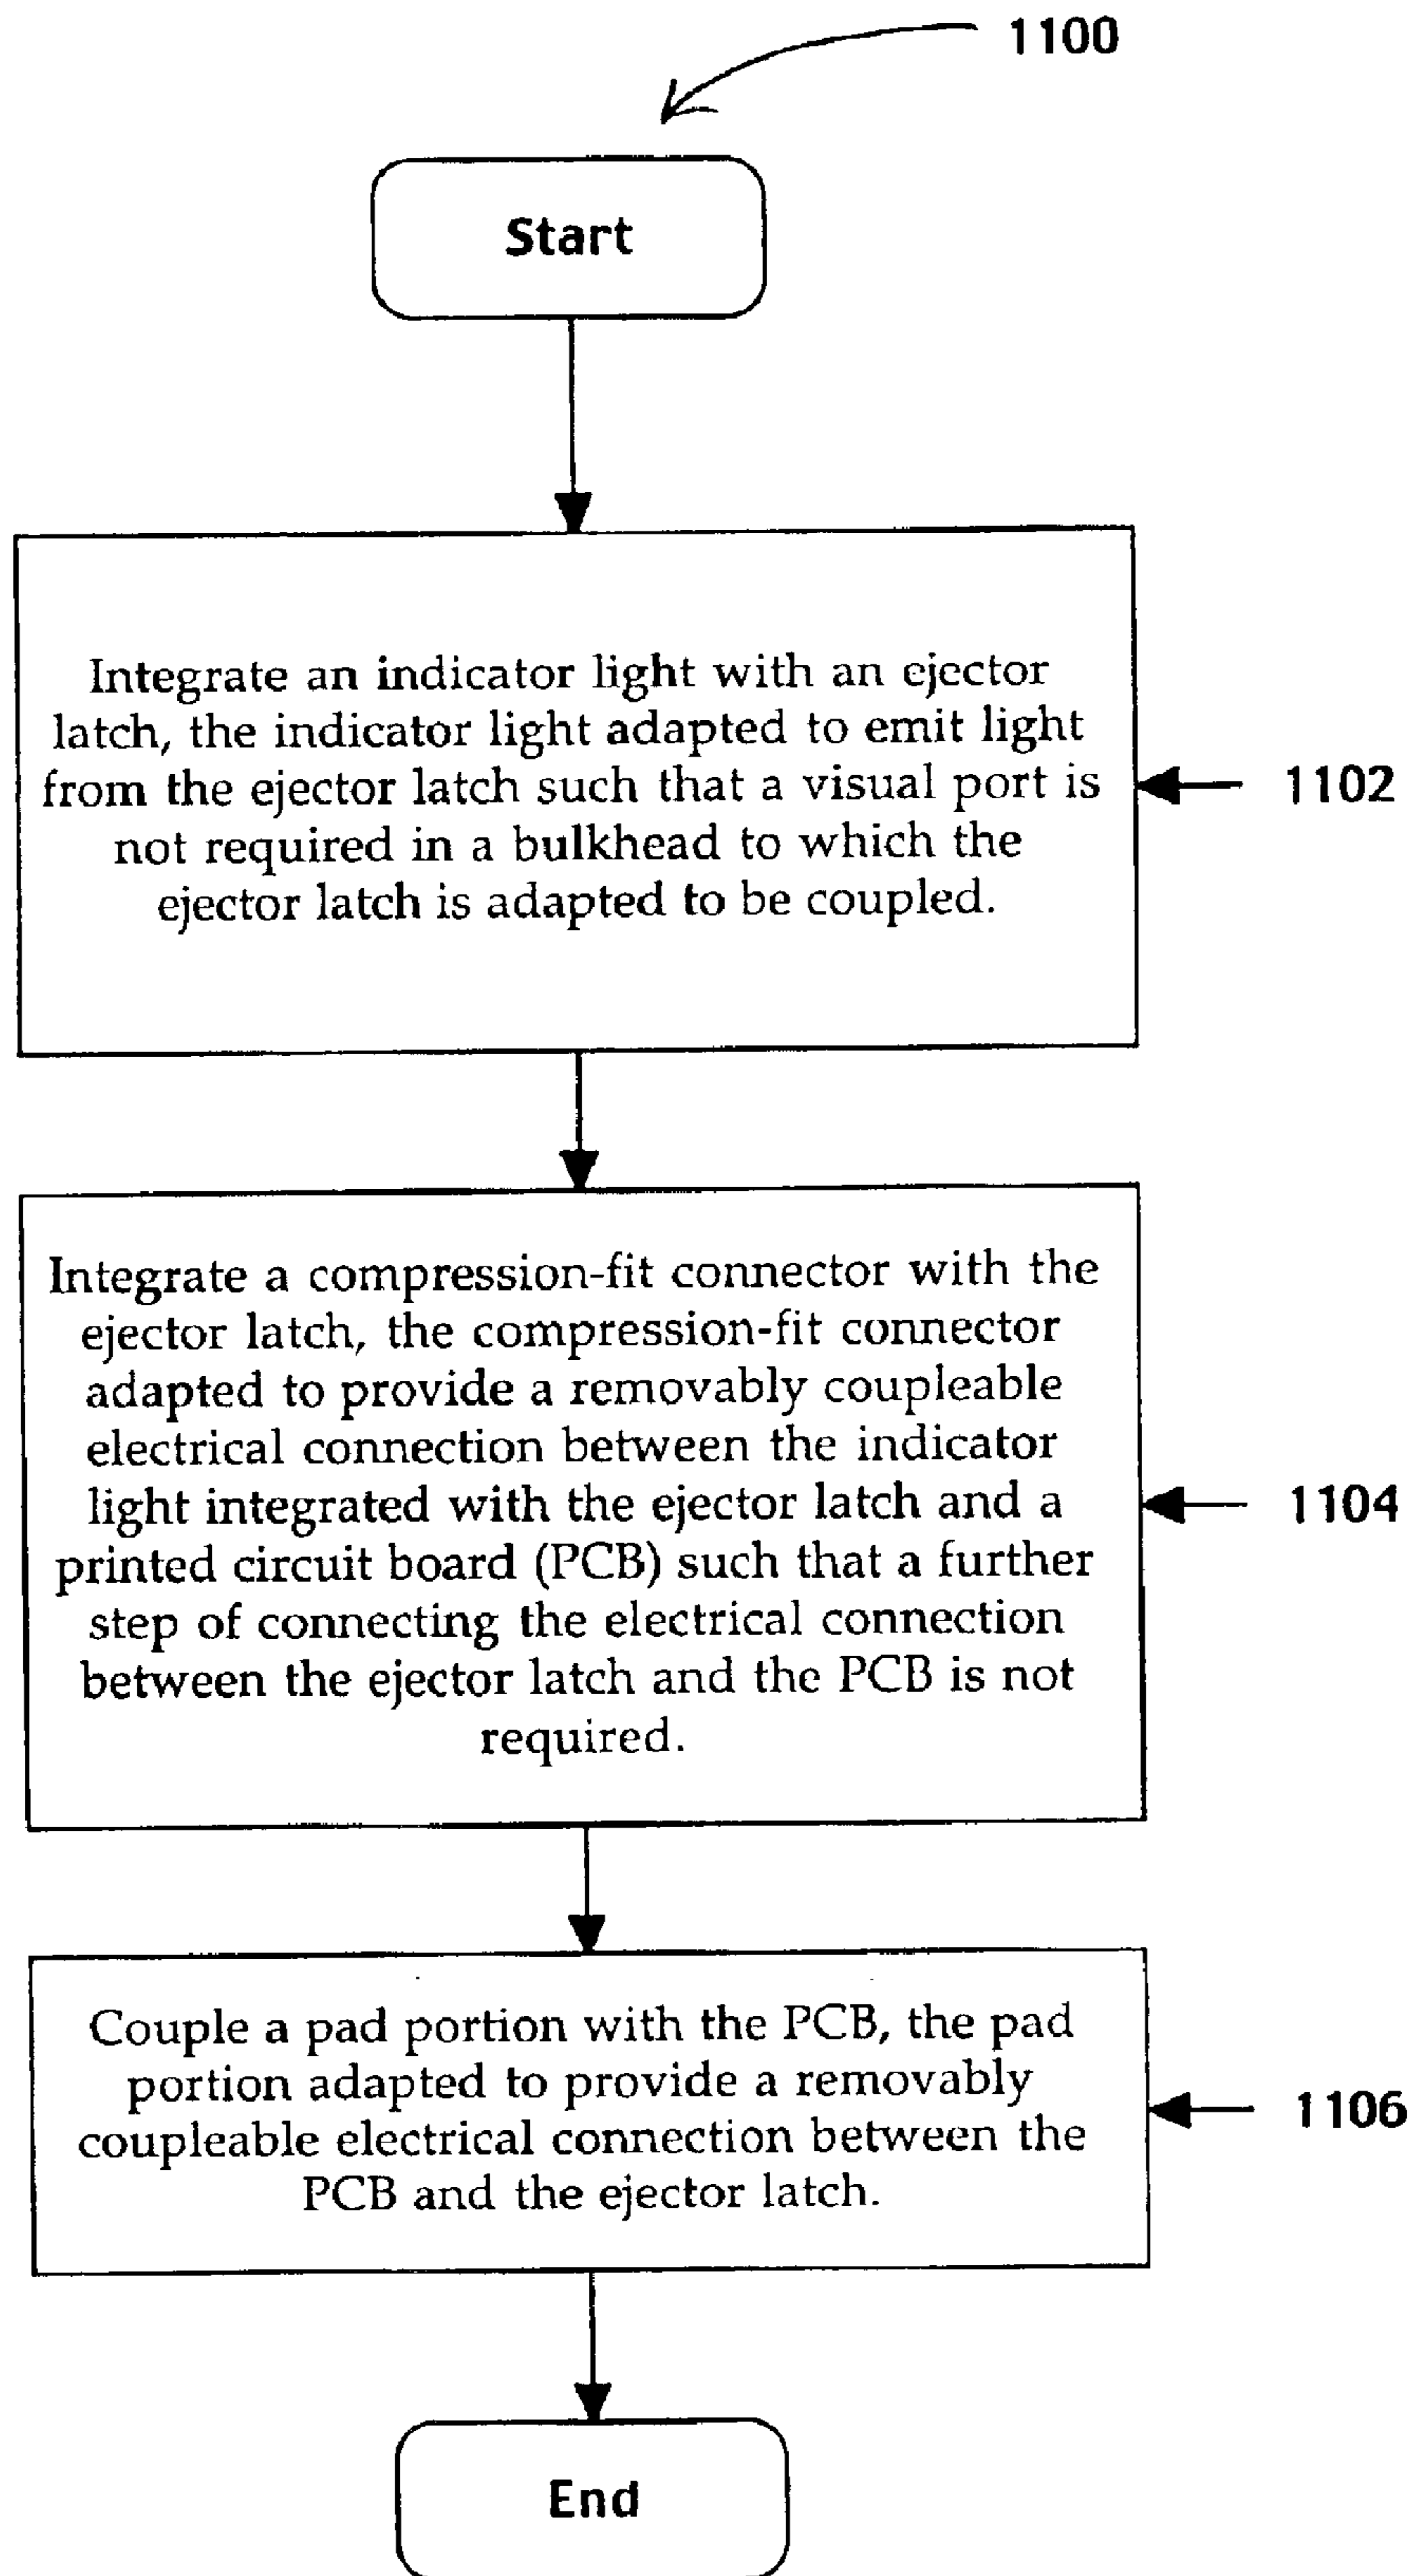 1100
Start
Integrate an indicator light with an ejector
latch, the indicator light adapted to emit light
from the ejector latch such that a visual port is
not required in a bulkhead to which the
ejector latch is adapted to be coupled.
1102
Integrate a compression-fit connector with the
ejector latch, the compression-fit connector
adapted to provide a removably coupleable
electrical connection between the indicator
light integrated with the ejector latch and a
printed circuit board (PCB) such that a further
step of connecting the electrical connection
between the ejector latch and the PCB is not
required.
1104
Couple a pad portion with the PCB, the pad
portion adapted to provide a removably
coupleable electrical connection between the
PCB and the ejector latch.
1106
End